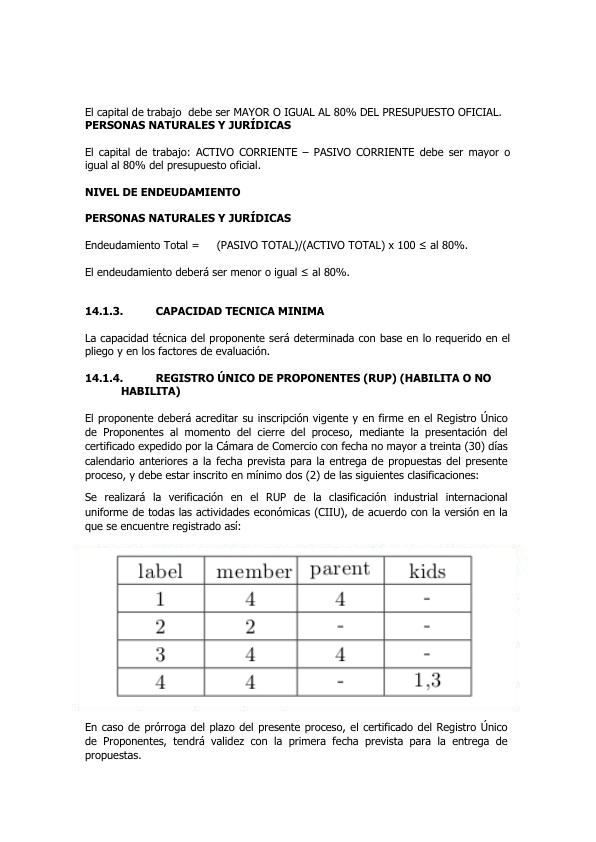 El capital de trabajo debe ser MAYOR O IGUAL AL 80% DEL PRESUPUESTO OFICIAL.
PERSONAS NATURALES Y JURÍDICAS
El capital de trabajo: ACTIVO CORRIENTE – PASIVO CORRIENTE debe ser mayor o
igual al 80% del presupuesto oficial.
NIVEL DE ENDEUDAMIENTO
PERSONAS NATURALES Y JURÍDICAS
Endeudamiento Total = (PASIVO TOTAL)/(ACTIVO TOTAL) x 100 ≤ al 80%.
El endeudamiento deberá ser menor o igual ≤ al 80%.
14.1.3. CAPACIDAD TECNICA MINIMA
La capacidad técnica del proponente será determinada con base en lo requerido en el
pliego y en los factores de evaluación.
14.1.4. REGISTRO ÚNICO DE PROPONENTES (RUP) (HABILITA O NO
HABILITA)
El proponente deberá acreditar su inscripción vigente y en firme en el Registro Único
de Proponentes al momento del cierre del proceso, mediante la presentación del
certificado expedido por la Cámara de Comercio con fecha no mayor a treinta (30) días
calendario anteriores a la fecha prevista para la entrega de propuestas del presente
proceso, y debe estar inscrito en mínimo dos (2) de las siguientes clasificaciones:
Se realizará la verificación en el RUP de la clasificación industrial internacional
uniforme de todas las actividades económicas (CIIU), de acuerdo con la versión en la
que se encuentre registrado así:
label member parent kids
1 4 4 -
2 2 - -
3 4 4 -
4 4 - 1,3
En caso de prórroga del plazo del presente proceso, el certificado del Registro Único
de Proponentes, tendrá validez con la primera fecha prevista para la entrega de
propuestas.